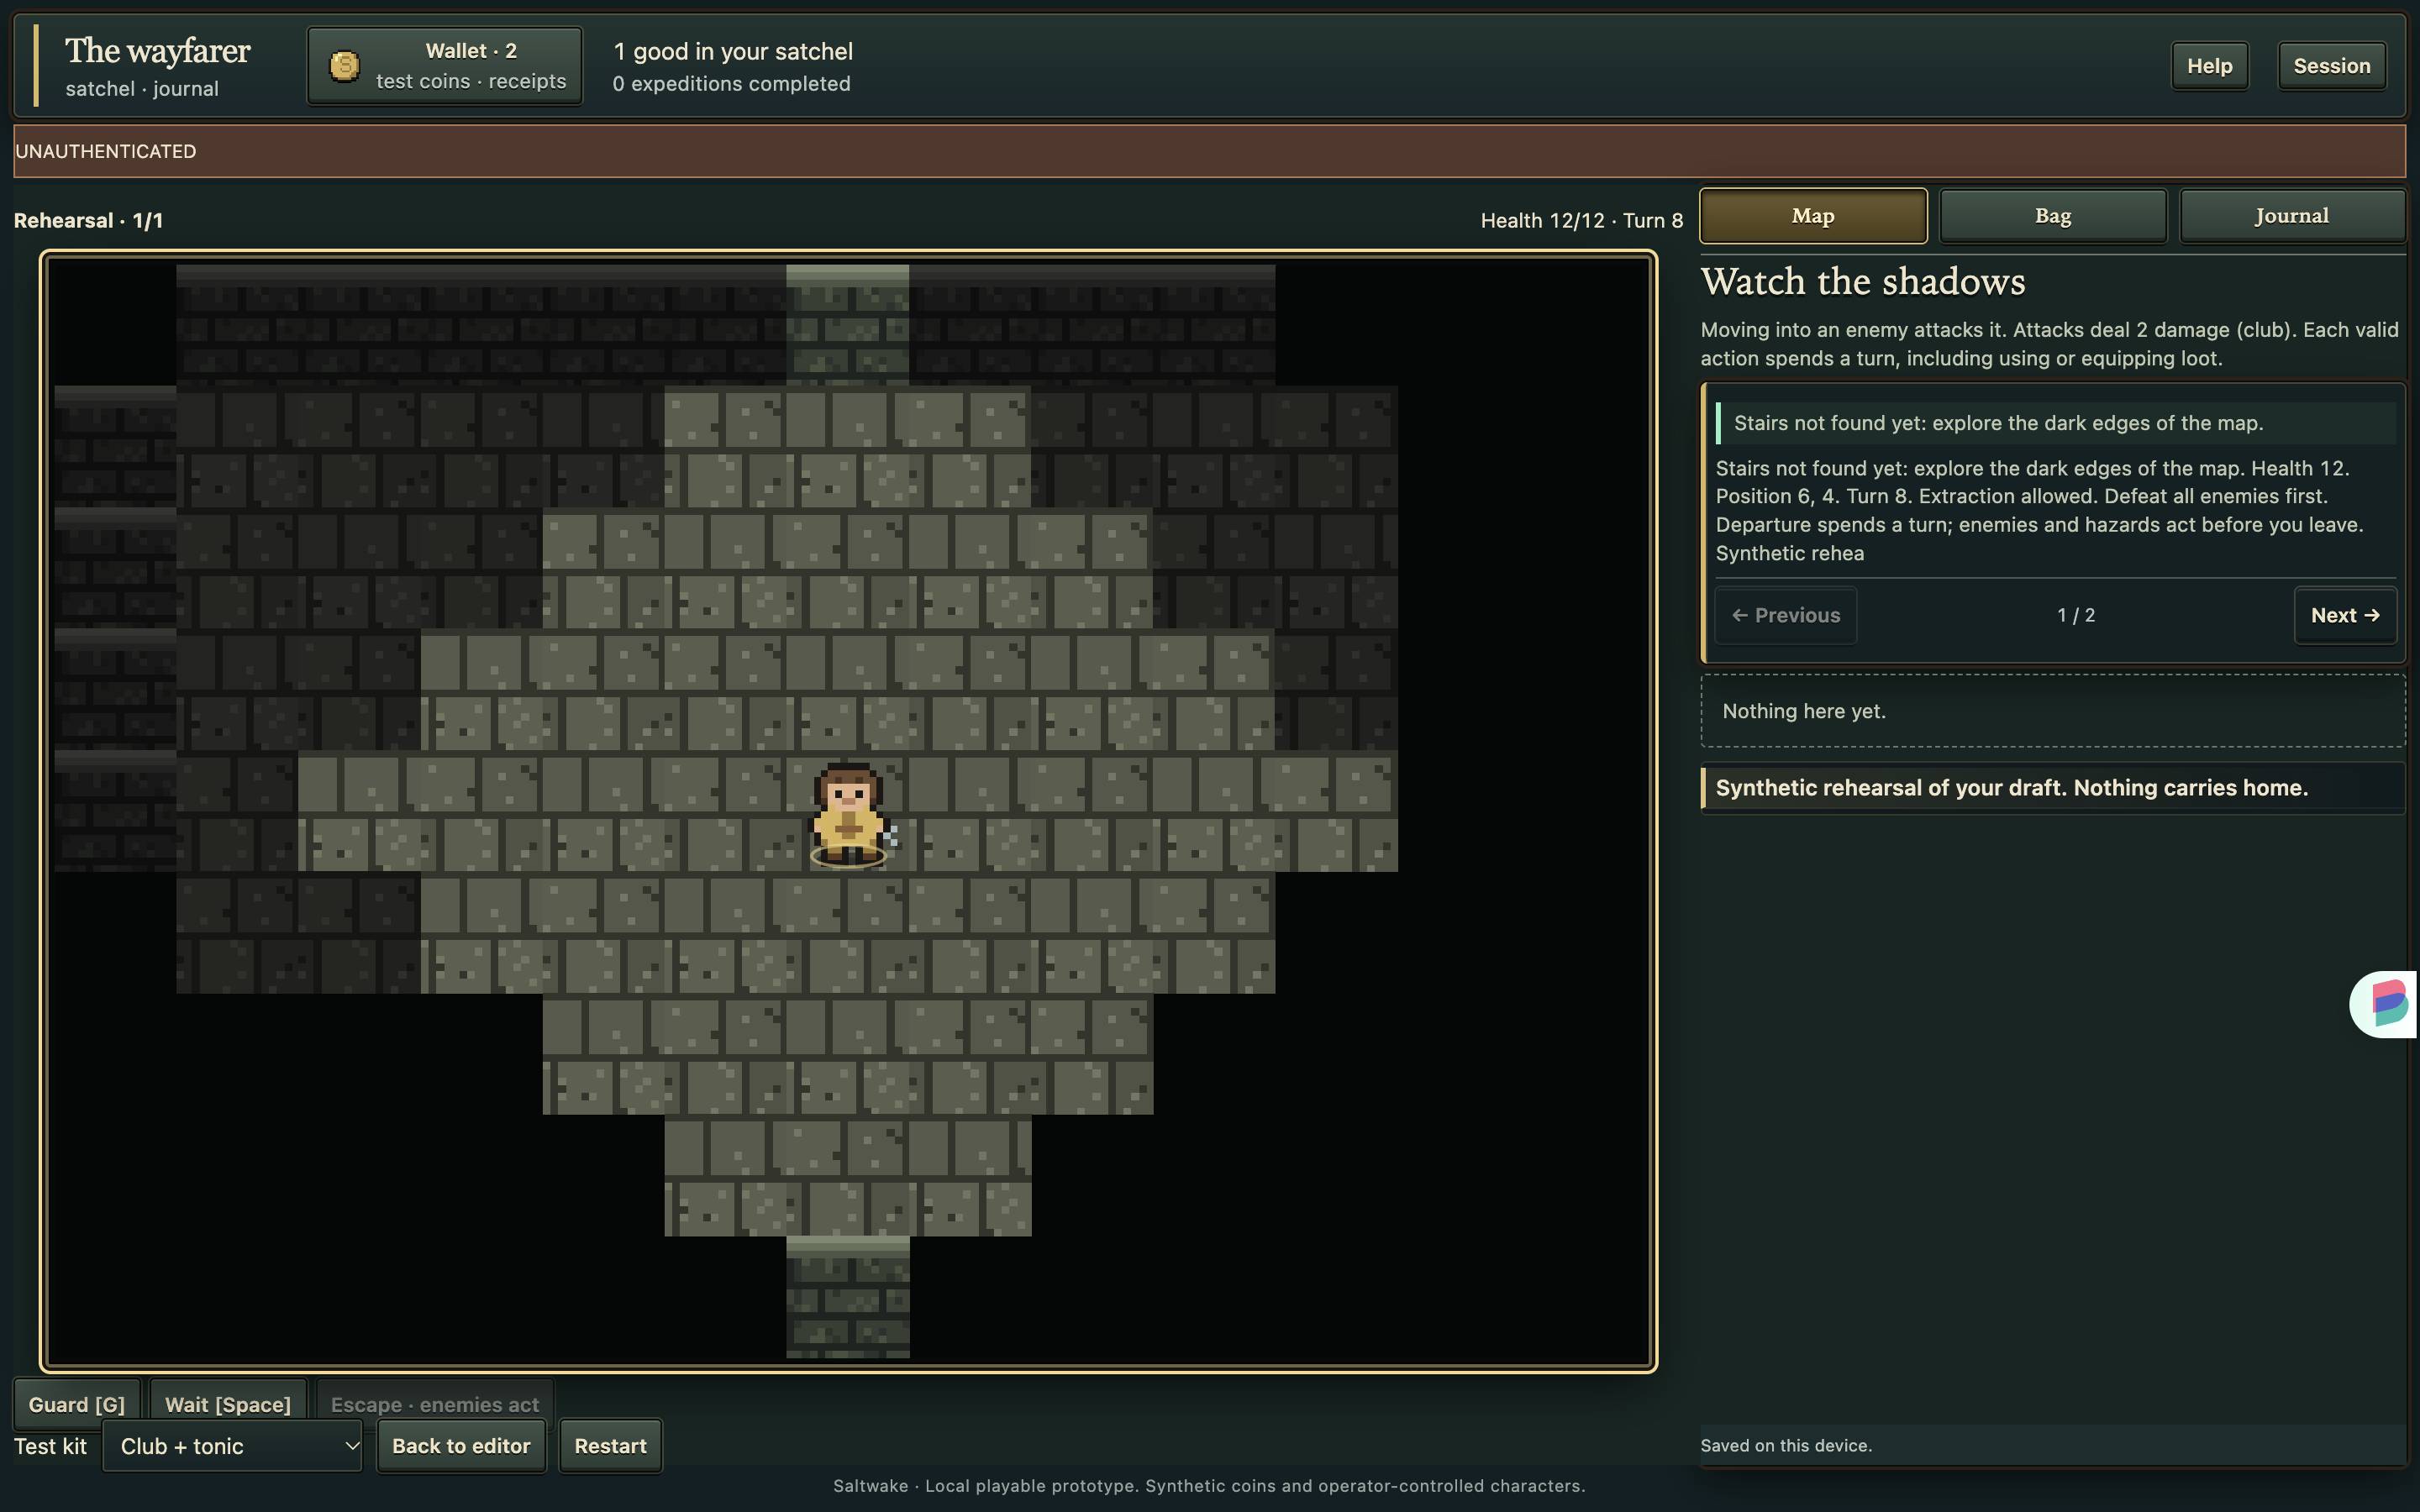 The wayfarer
satchel · journal
Wallet · 2
test coins · receipts
1 good in your satchel
0 expeditions completed
Help
Session
UNAUTHENTICATED
Rehearsal · 1/1
Health 12/12 · Turn 8
Map
Bag
Journal
Watch the shadows
Moving into an enemy attacks it. Attacks deal 2 damage (club). Each valid
action spends a turn, including using or equipping loot.
Stairs not found yet: explore the dark edges of the map.
Stairs not found yet: explore the dark edges of the map. Health 12.
Position 6, 4. Turn 8. Extraction allowed. Defeat all enemies first.
Departure spends a turn; enemies and hazards act before you leave.
Synthetic rehea
← Previous
1 / 2
Next →
Nothing here yet.
Synthetic rehearsal of your draft. Nothing carries home.
Guard [G]
Wait [Space]
Escape · enemies act
Test kit
Club + tonic
Back to editor
Restart
Saved on this device.
Saltwake · Local playable prototype. Synthetic coins and operator-controlled characters.